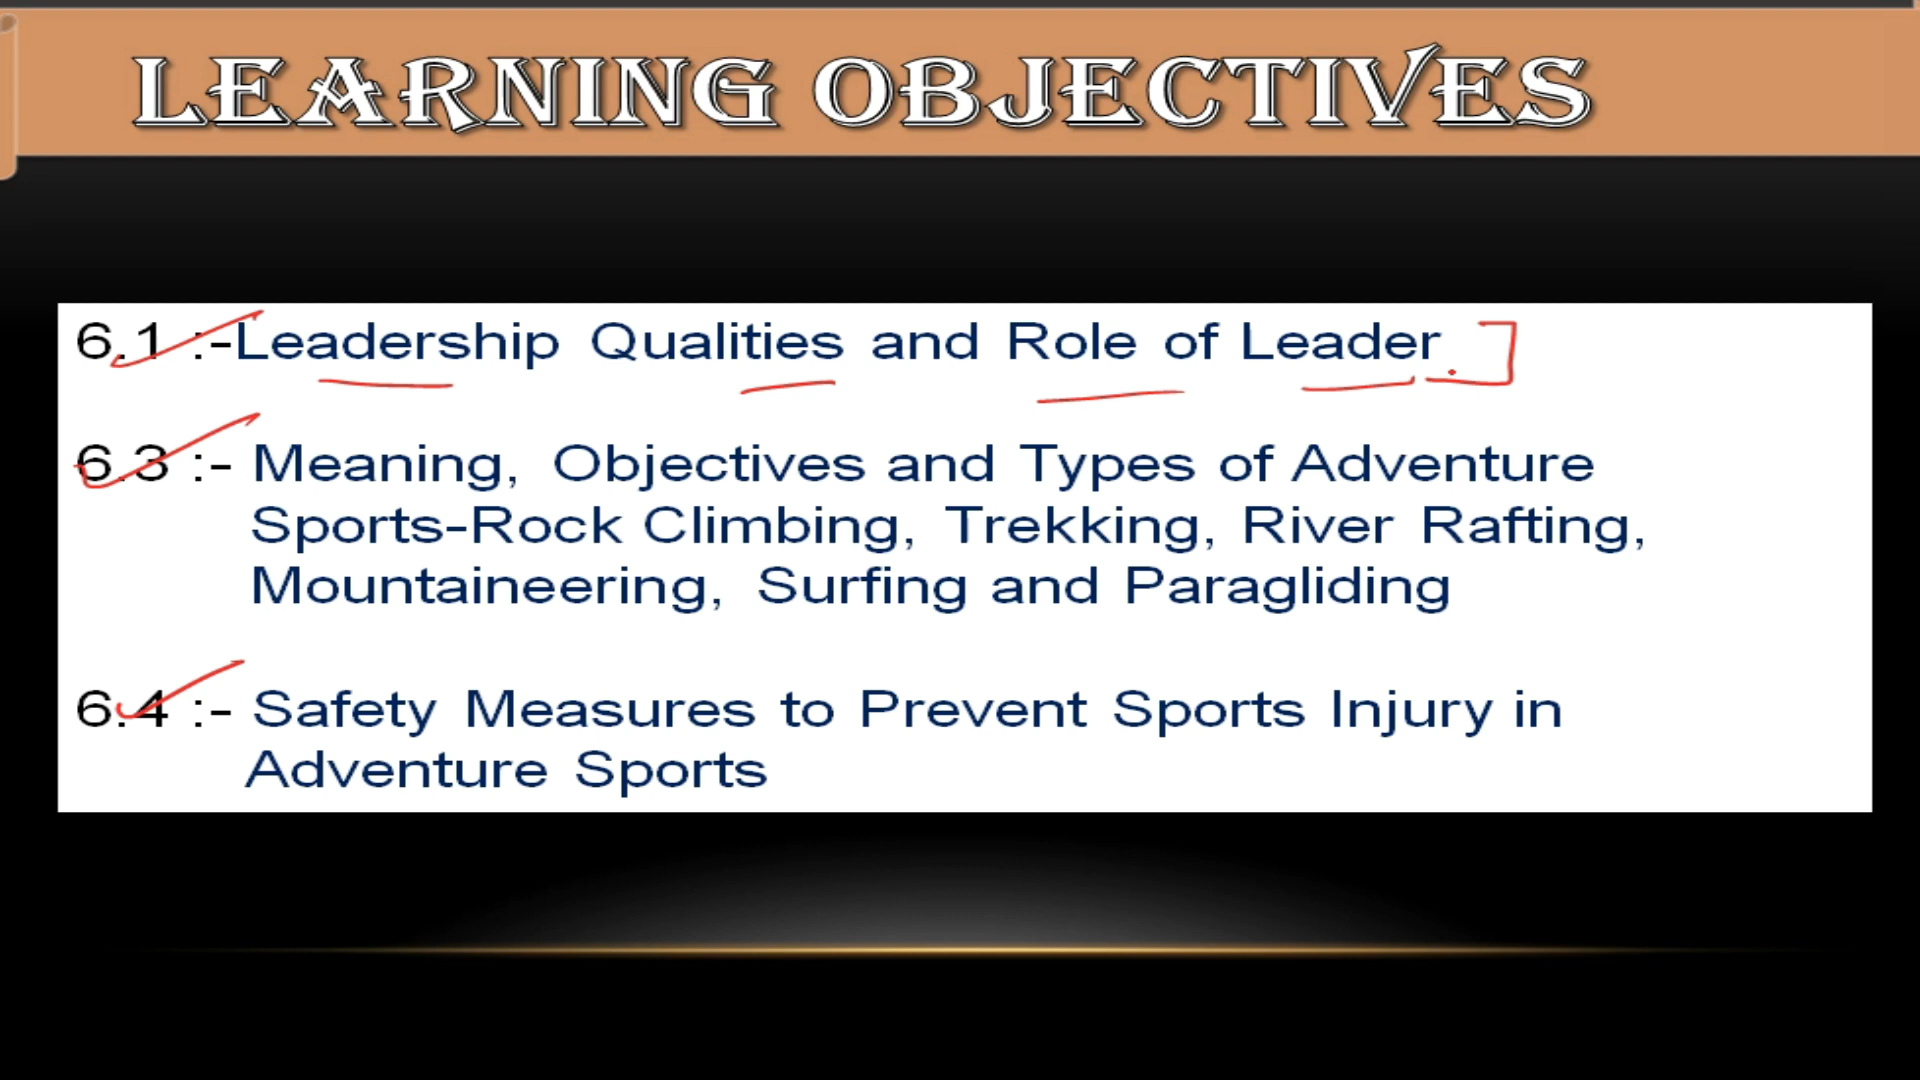 LEARNING OBJECTIVES
6.1 :-Leadership Qualities and Role of Leader.
6.3 :- Meaning, Objectives and Types of Adventure
Sports-Rock Climbing, Trekking, River Rafting,
Mountaineering, Surfing and Paragliding
6.4 :- Safety Measures to Prevent Sports Injury in
Adventure Sports